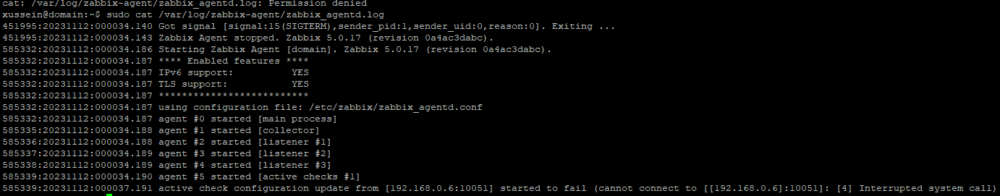 cat: /var/log/zabbix-agent/zabbix_agentd.log: Permission denied
xussein@domain:~$ sudo cat /var/log/zabbix-agent/zabbix_agentd.log
451995:20231112:000034.140 Got signal [signal:15(SIGTERM),sender_pid:1,sender_uid:0,reason:0]. Exiting ...
451995:20231112:000034.143 Zabbix Agent stopped. Zabbix 5.0.17 (revision 0a4ac3dabc).
585332:20231112:000034.186 Starting Zabbix Agent [domain]. Zabbix 5.0.17 (revision 0a4ac3dabc).
585332:20231112:000034.187 **** Enabled features ****
585332:20231112:000034.187 IPv6 support:          YES
585332:20231112:000034.187 TLS support:           YES
585332:20231112:000034.187 **************************
585332:20231112:000034.187 using configuration file: /etc/zabbix/zabbix_agentd.conf
585332:20231112:000034.187 agent #0 started [main process]
585335:20231112:000034.188 agent #1 started [collector]
585336:20231112:000034.188 agent #2 started [listener #1]
585337:20231112:000034.189 agent #3 started [listener #2]
585338:20231112:000034.189 agent #4 started [listener #3]
585339:20231112:000034.190 agent #5 started [active checks #1]
585339:20231112:000037.191 active check configuration update from [192.168.0.6:10051] started to fail (cannot connect to [[192.168.0.6]:10051]: [4] Interrupted system call)